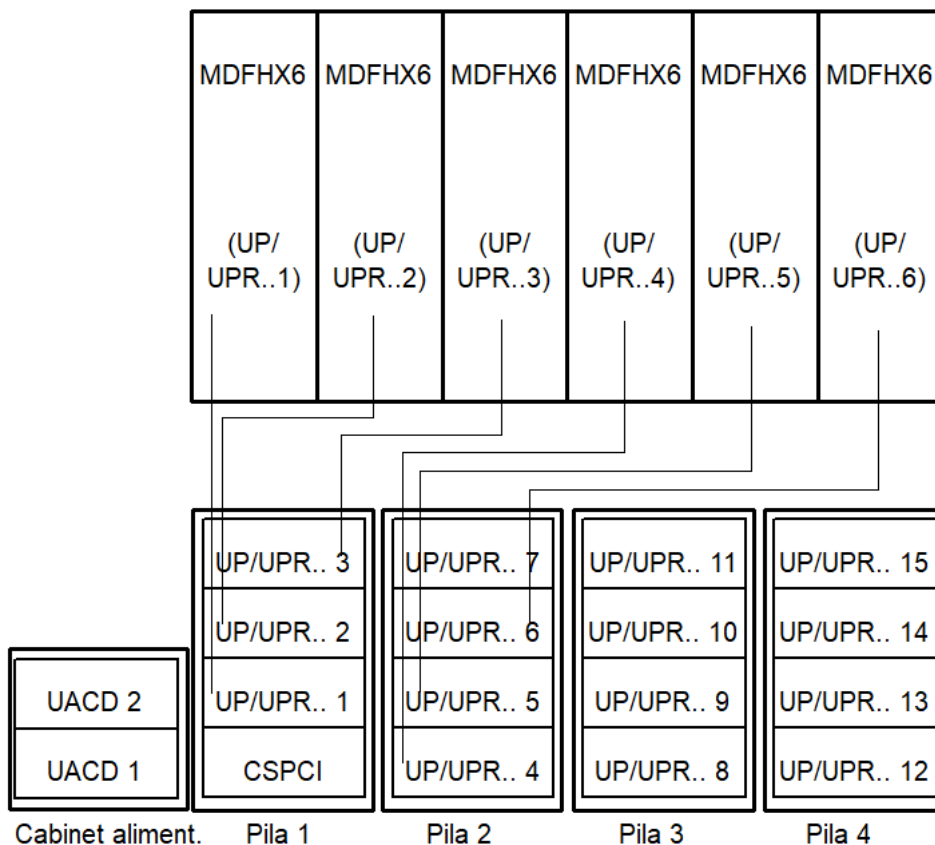 MDFHX6 MDFHX6 MDFHX6 MDFHX6 MDFHX6 MDFHX6
(UP/ (UP/ (UP/ (UP/ (UP/ (UP/
UPR..1) UPR..2) UPR..3) UPR..4) UPR..5) UPR..6)
UP/UPR.. 3 UP/UPR.. 7 UP/UPR.. 11 UP/UPR.. 15
UP/UPR.. 2 UP/UPR.. 6 UP/UPR.. 10 UP/UPR.. 14
UACD 2 UP/UPR.. 1 UP/UPR.. 5 UP/UPR.. 9 UP/UPR.. 13
UACD 1 CSPCI UP/UPR.. 4 UP/UPR.. 8 UP/UPR.. 12
Cabinet aliment. Pila 1 Pila 2 Pila 3 Pila 4